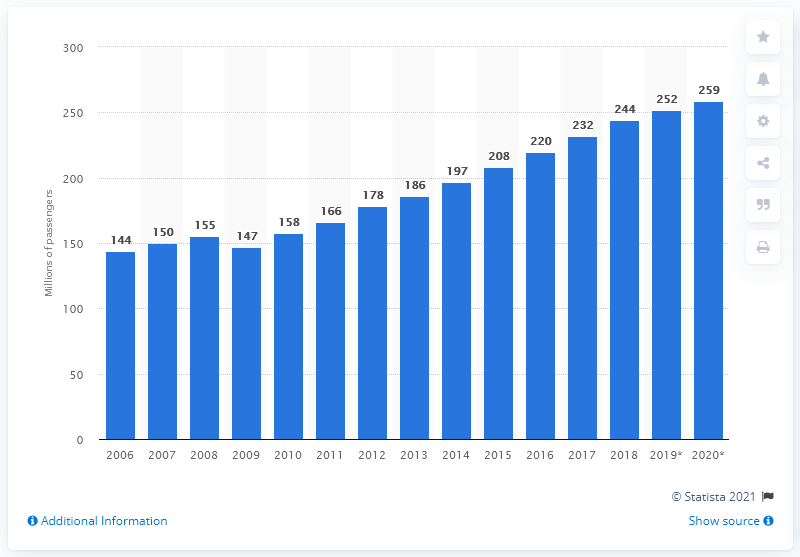 300
250
200
150
100
50
0
Millions of passengers
144 150 155 147 158 166 178 186 197 208 220 232 244 252 259
2006 2007 2008 2009 2010 2011 2012 2013 2014 2015 2016 2017 2018 2019* 2020*
© Statista 2021
Additional Information
Show source